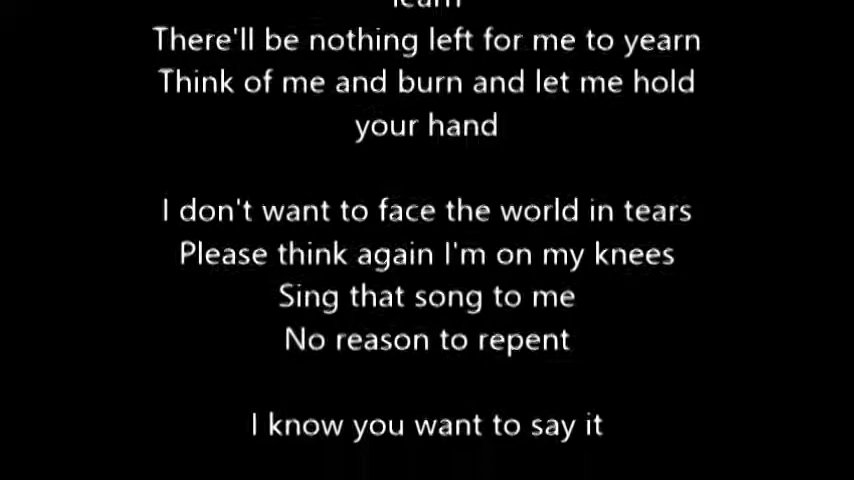 There'll be nothing left for me to yearn
Think of me and burn and let me hold
your hand
I don't want to face the world in tears
Please think again I'm on my knees
Sing that song to me
No reason to repent
I know you want to say it